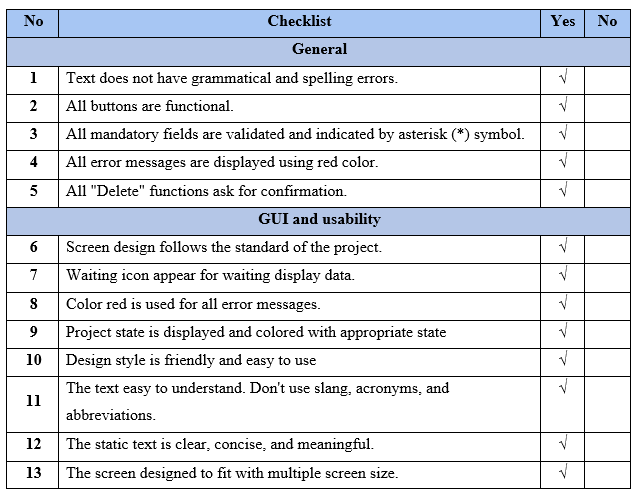 No Checklist Yes No
General
1 Text does not have grammatical and spelling errors. √
2 All buttons are functional. √
3 All mandatory fields are validated and indicated by asterisk (*) symbol. √
4 All error messages are displayed using red color. √
5 All "Delete" functions ask for confirmation. √
GUI and usability
6 Screen design follows the standard of the project. √
7 Waiting icon appear for waiting display data. √
8 Color red is used for all error messages. √
9 Project state is displayed and colored with appropriate state √
10 Design style is friendly and easy to use √
11 The text easy to understand. Don't use slang, acronyms, and √
abbreviations.
12 The static text is clear, concise, and meaningful. √
13 The screen designed to fit with multiple screen size. √